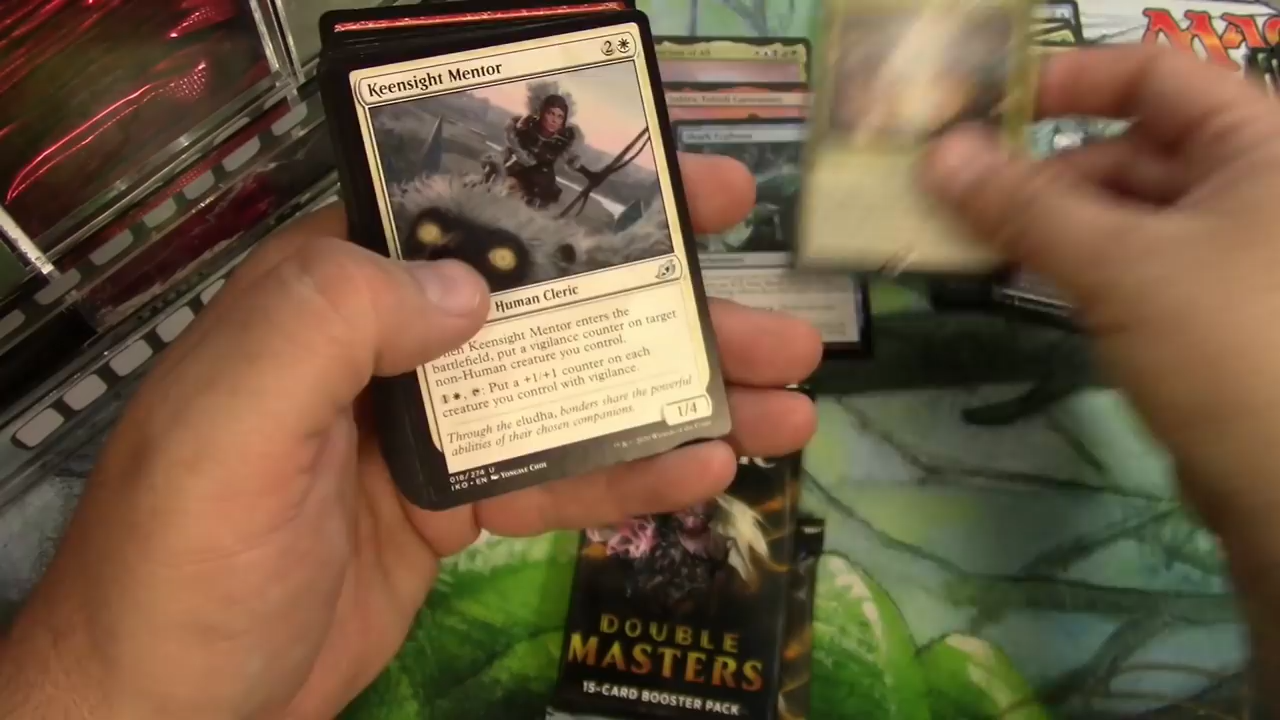 Keensight Mentor
2
Human Cleric
Keensight Mentor enters the
battlefield, put a vigilance counter on target
non-Human creature you control.
1 , : Put a +1/+1 counter on each
creature you control with vigilance.
Through the eludha, bonders share the powerful
abilities of their chosen companions.
1/4
018/274 U
IKO • EN YONGJAE CHOI
DOUBLE
MASTERS
15-CARD BOOSTER PACK